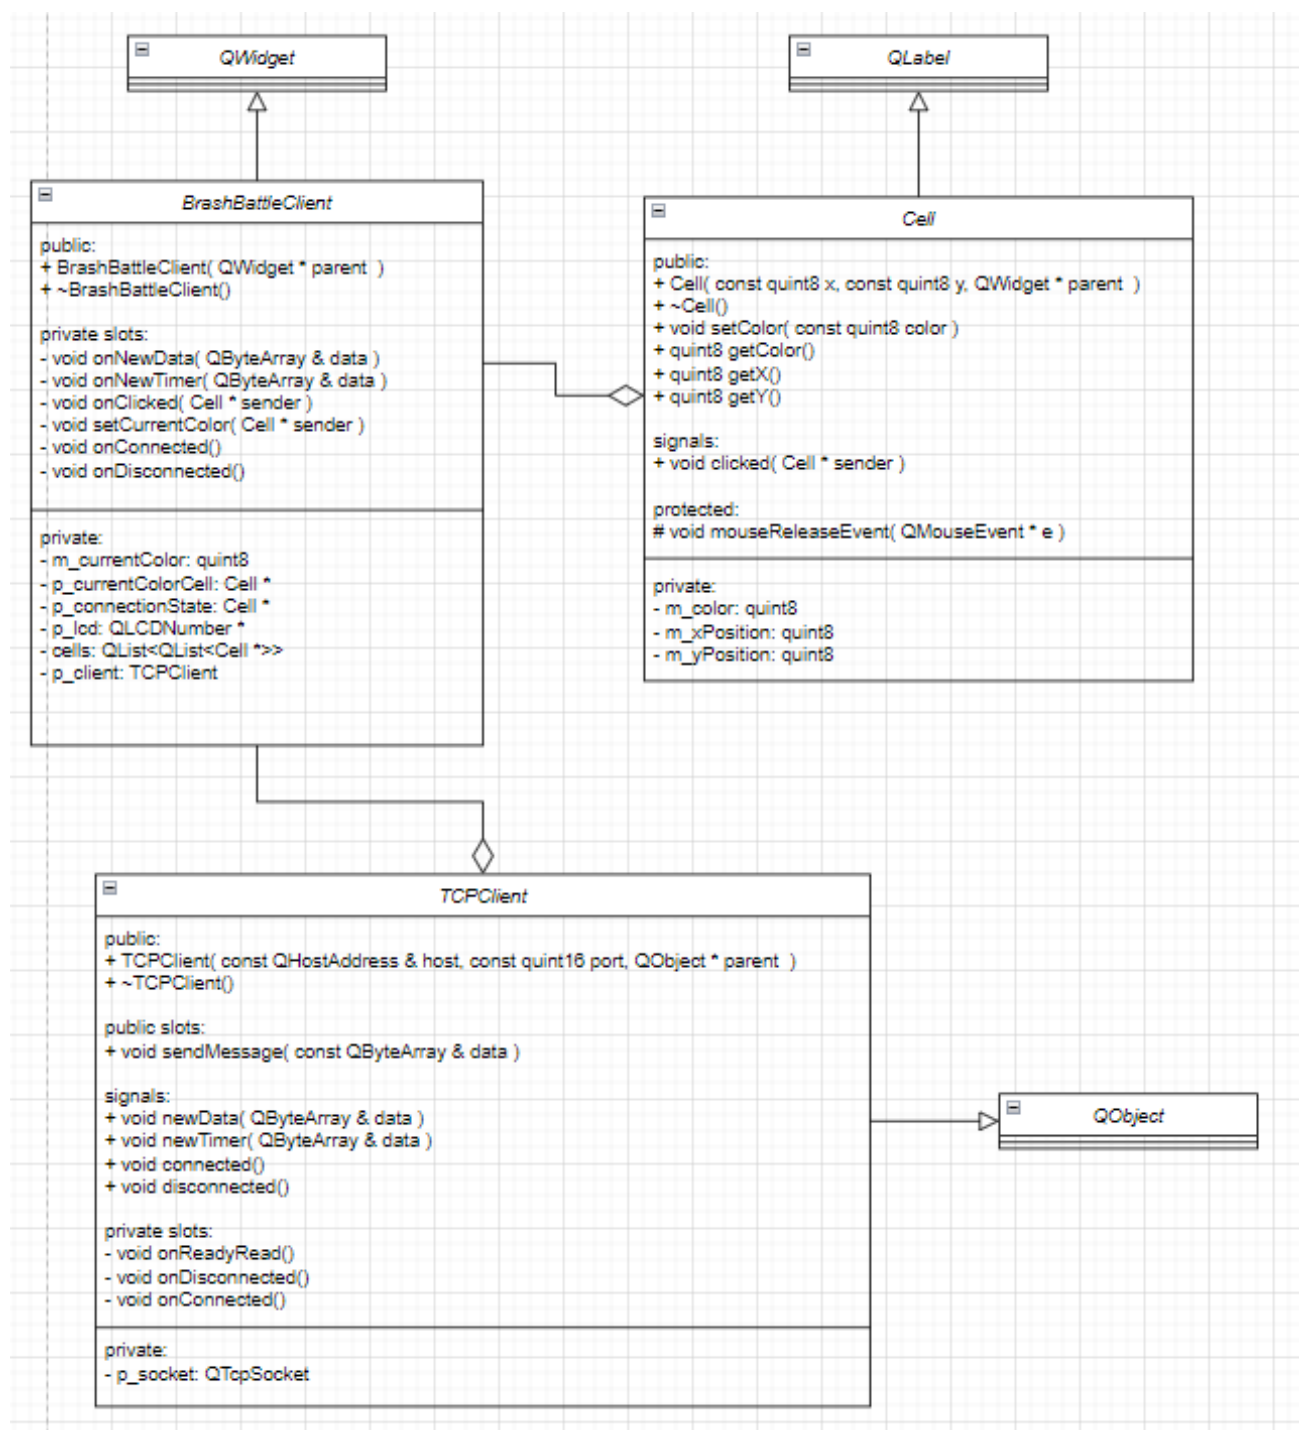 QWidget
QLabel
BrashBattleClient
public:
+ BrashBattleClient( QWidget * parent  )
+ ~BrashBattleClient()
private slots:
- void onNewData( QByteArray & data )
- void onNewTimer( QByteArray & data )
- void onClicked( Cell * sender )
- void setCurrentColor( Cell * sender )
- void onConnected()
- void onDisconnected()
private:
- m_currentColor: quint8
- p_currentColorCell: Cell *
- p_connectionState: Cell *
- p_lcd: QLCDNumber *
- cells: QList<QList<Cell *>>
- p_client: TCPClient
Cell
public:
+ Cell( const quint8 x, const quint8 y, QWidget * parent  )
+ ~Cell()
+ void setColor( const quint8 color )
+ quint8 getColor()
+ quint8 getX()
+ quint8 getY()
signals:
+ void clicked( Cell * sender )
protected:
# void mouseReleaseEvent( QMouseEvent * e )
private:
- m_color: quint8
- m_xPosition: quint8
- m_yPosition: quint8
TCPClient
public:
+ TCPClient( const QHostAddress & host, const quint16 port, QObject * parent  )
+ ~TCPClient()
public slots:
+ void sendMessage( const QByteArray & data )
signals:
+ void newData( QByteArray & data )
+ void newTimer( QByteArray & data )
+ void connected()
+ void disconnected()
private slots:
- void onReadyRead()
- void onDisconnected()
- void onConnected()
private:
- p_socket: QTcpSocket
QObject